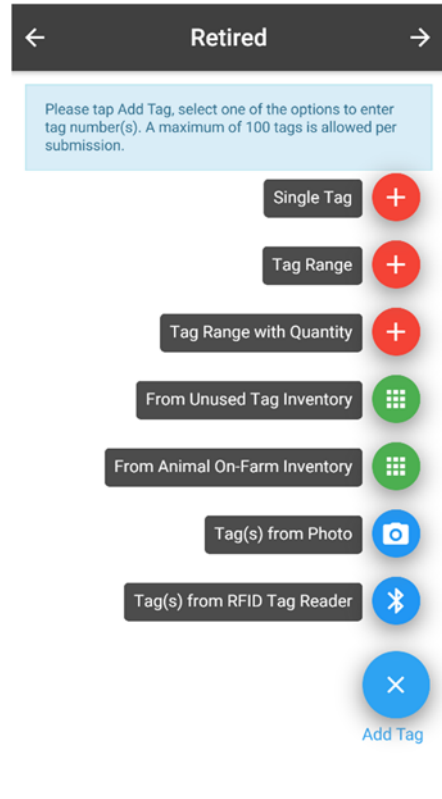 Retired
Please tap Add Tag, select one of the options to enter
tag number(s). A maximum of 100 tags is allowed per
submission.
Single Tag
Tag Range
Tag Range with Quantity
From Unused Tag Inventory
From Animal On-Farm Inventory
Tag(s) from Photo
Tag(s) from RFID Tag Reader
Add Tag